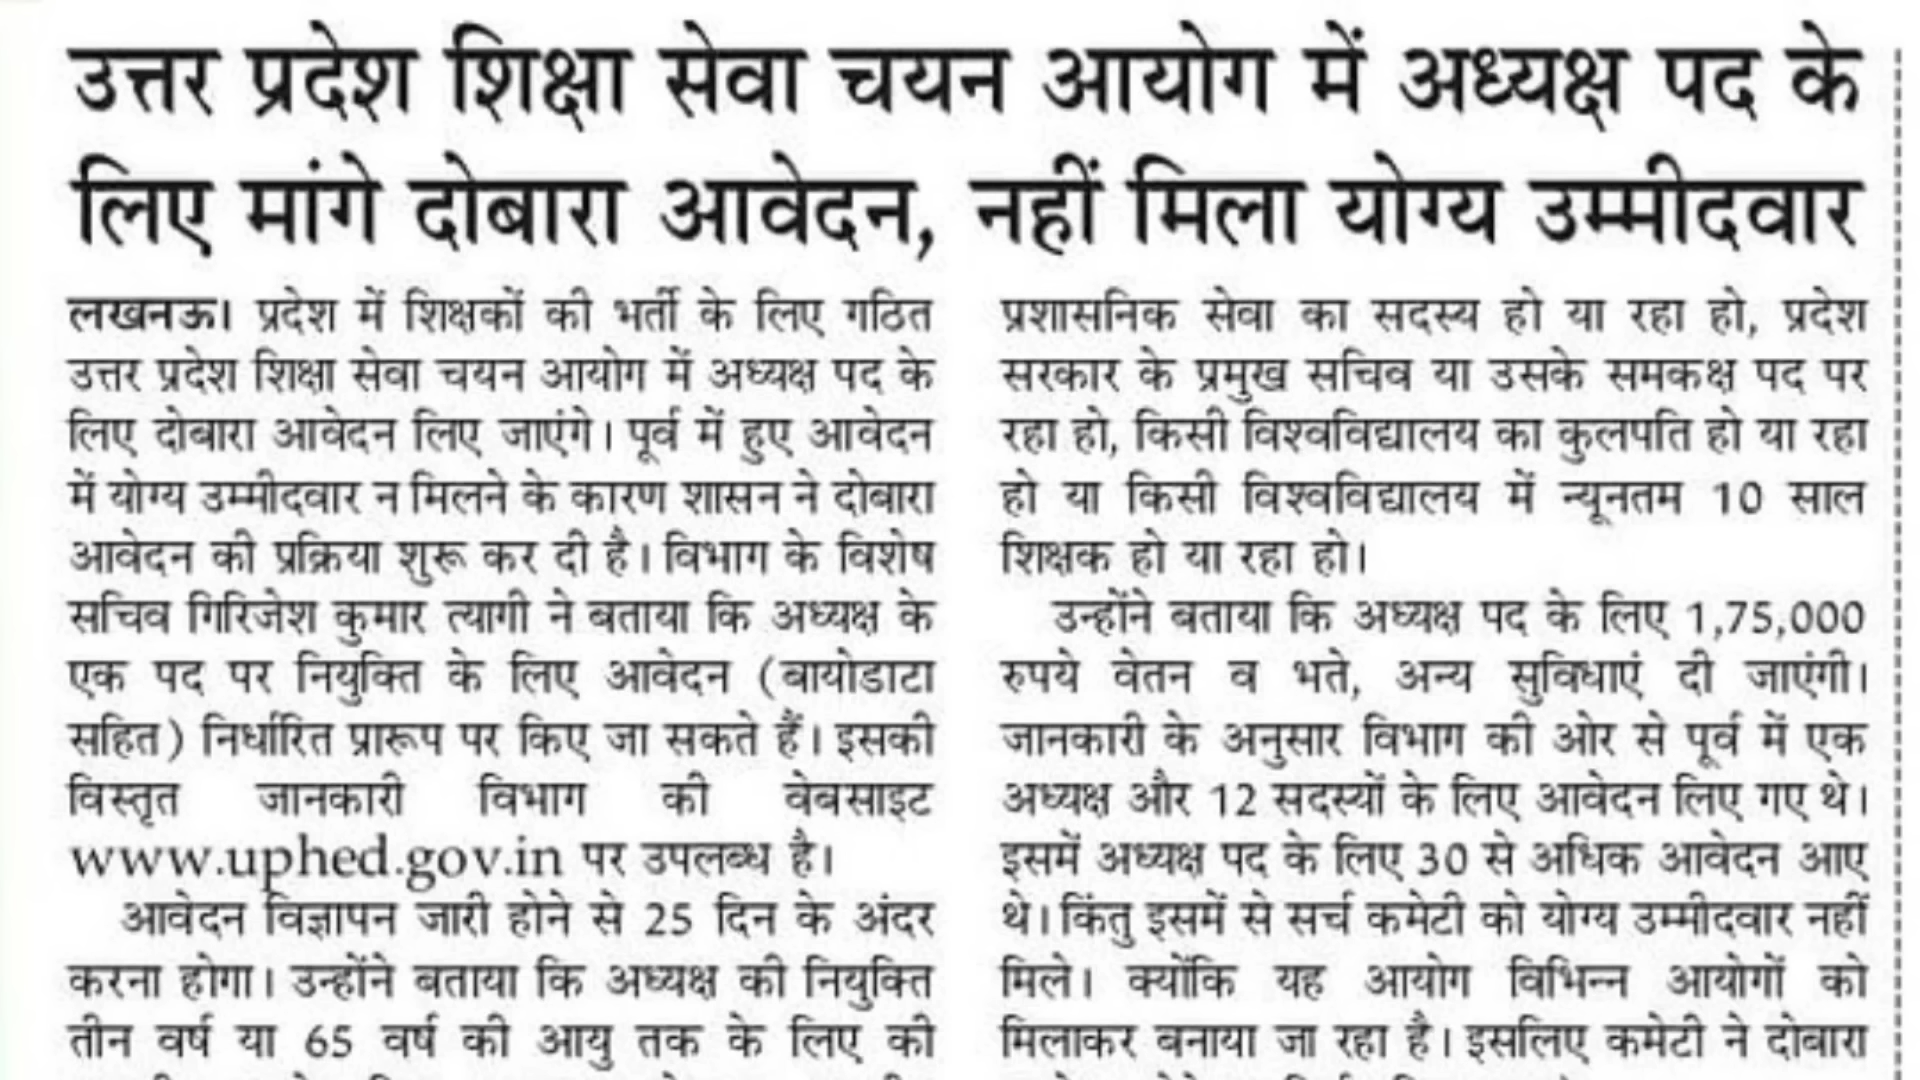 उत्तर प्रदेश शिक्षा सेवा चयन आयोग में अध्यक्ष पद के
लिए मांगे दोबारा आवेदन, नहीं मिला योग्य उम्मीदवार
लखनऊ। प्रदेश में शिक्षकों की भर्ती के लिए गठित
उत्तर प्रदेश शिक्षा सेवा चयन आयोग में अध्यक्ष पद के
लिए दोबारा आवेदन लिए जाएंगे। पूर्व में हुए आवेदन
में योग्य उम्मीदवार न मिलने के कारण शासन ने दोबारा
आवेदन की प्रक्रिया शुरू कर दी है। विभाग के विशेष
सचिव गिरिजेश कुमार त्यागी ने बताया कि अध्यक्ष के
एक पद पर नियुक्ति के लिए आवेदन (बायोडाटा
सहित) निर्धारित प्रारूप पर किए जा सकते हैं। इसकी
विस्तृत जानकारी विभाग की वेबसाइट
www.uphed.gov.in पर उपलब्ध है।
आवेदन विज्ञापन जारी होने से 25 दिन के अंदर
करना होगा। उन्होंने बताया कि अध्यक्ष की नियुक्ति
तीन वर्ष या 65 वर्ष की आयु तक के लिए की
प्रशासनिक सेवा का सदस्य हो या रहा हो, प्रदेश
सरकार के प्रमुख सचिव या उसके समकक्ष पद पर
रहा हो, किसी विश्वविद्यालय का कुलपति हो या रहा
हो या किसी विश्वविद्यालय में न्यूनतम 10 साल
शिक्षक हो या रहा हो।
उन्होंने बताया कि अध्यक्ष पद के लिए 1,75,000
रुपये वेतन व भते, अन्य सुविधाएं दी जाएंगी।
जानकारी के अनुसार विभाग की ओर से पूर्व में एक
अध्यक्ष और 12 सदस्यों के लिए आवेदन लिए गए थे।
इसमें अध्यक्ष पद के लिए 30 से अधिक आवेदन आए
थे। किंतु इसमें से सर्च कमेटी को योग्य उम्मीदवार नहीं
मिले। क्योंकि यह आयोग विभिन्न आयोगों को
मिलाकर बनाया जा रहा है। इसलिए कमेटी ने दोबारा